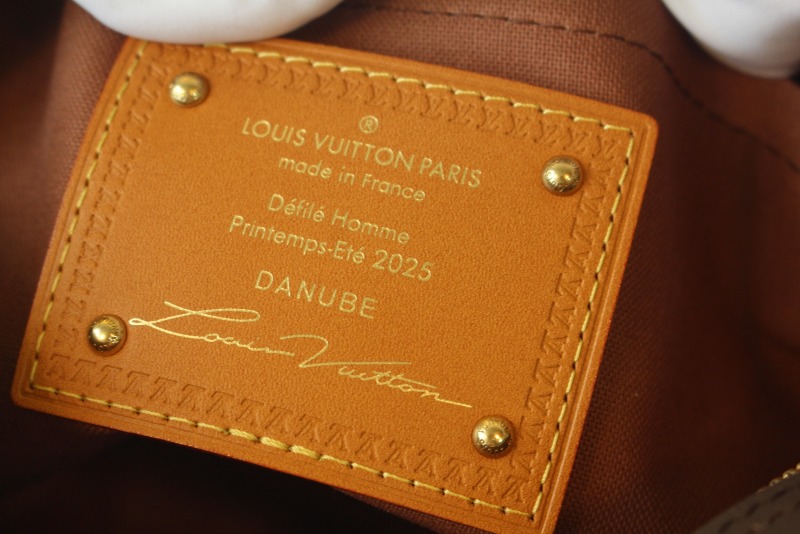 ®
LOUIS VUITTON PARIS
made in France
Défilé Homme
Printemps-Eté 2025
DANUBE
Louis Vuitton